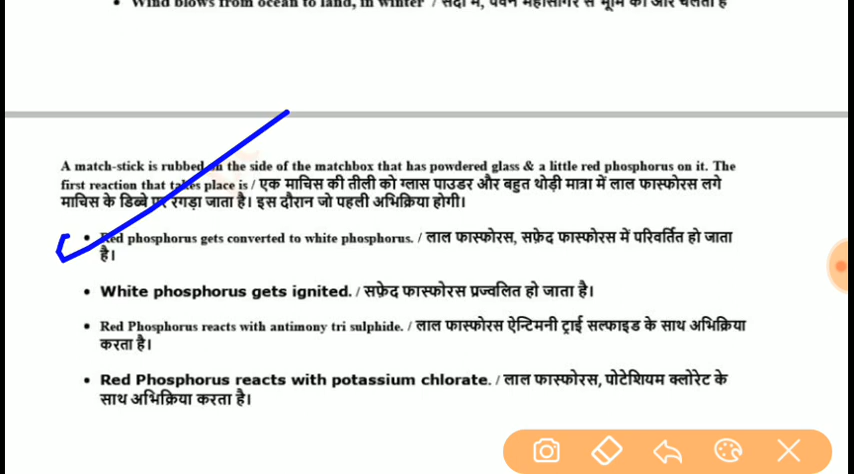 • Wind blows from ocean to land, in winter / सर्दी में, पवन महासागर से भूमि की ओर चलती है
A match-stick is rubbed on the side of the matchbox that has powdered glass & a little red phosphorus on it. The
first reaction that takes place is / एक माचिस की तीली को ग्लास पाउडर और बहुत थोड़ी मात्रा में लाल फास्फोरस लगे
माचिस के डिब्बे पर रगड़ा जाता है। इस दौरान जो पहली अभिक्रिया होगी।
• Red phosphorus gets converted to white phosphorus. / लाल फास्फोरस, सफ़ेद फास्फोरस में परिवर्तित हो जाता
है।
• White phosphorus gets ignited. / सफ़ेद फास्फोरस प्रज्वलित हो जाता है।
• Red Phosphorus reacts with antimony tri sulphide. / लाल फास्फोरस ऐन्टिमनी ट्राई सल्फाइड के साथ अभिक्रिया
करता है।
• Red Phosphorus reacts with potassium chlorate. / लाल फास्फोरस, पोटेशियम क्लोरेट के
साथ अभिक्रिया करता है।